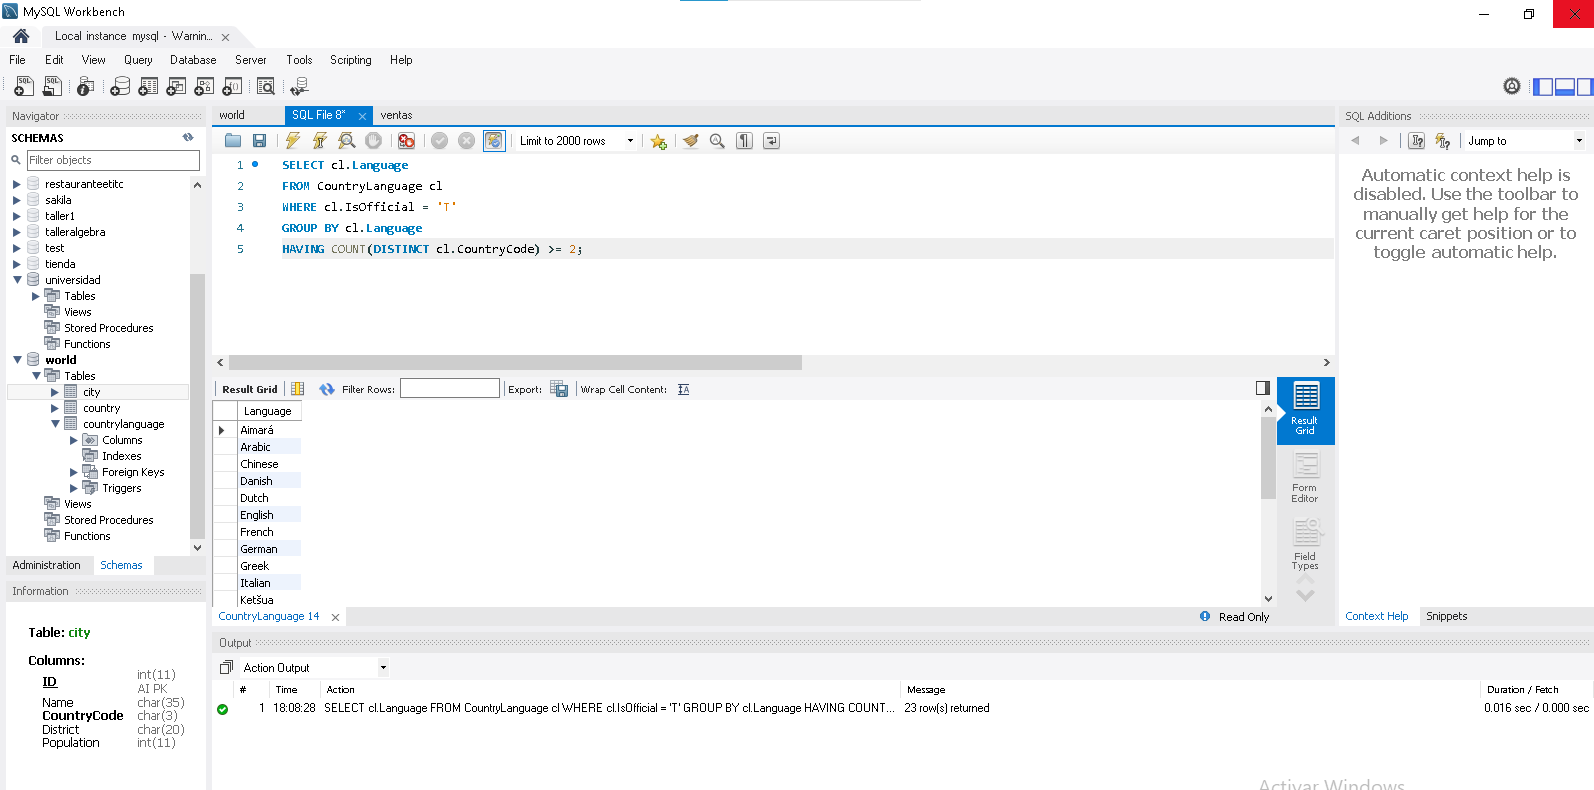 MySQL Workbench
Local instance mysql - Warnin...
File Edit View Query Database Server Tools Scripting Help
Navigator
SCHEMAS
Filter objects
restauranteetitc
sakila
taller1
talleralgebra
test
tienda
universidad
Tables
Views
Stored Procedures
Functions
world
Tables
city
country
countrylanguage
Columns
Indexes
Foreign Keys
Triggers
Views
Stored Procedures
Functions
Administration Schemas
Information
Table: city
Columns:
ID int(11)
AI PK
Name char(35)
CountryCode char(3)
District char(20)
Population int(11)
world SQL File 8* ventas
Limit to 2000 rows
1 SELECT cl.Language
2 FROM CountryLanguage cl
3 WHERE cl.IsOfficial = 'T'
4 GROUP BY cl.Language
5 HAVING COUNT(DISTINCT cl.CountryCode) >= 2;
Result Grid Filter Rows: Export: Wrap Cell Content:
Language
Aimará
Arabic
Chinese
Danish
Dutch
English
French
German
Greek
Italian
Ketšua
Result Grid
Form Editor
Field Types
CountryLanguage 14 Read Only
Output
Action Output
# Time Action Message Duration / Fetch
1 18:08:28 SELECT cl.Language FROM CountryLanguage cl WHERE cl.IsOfficial = 'T' GROUP BY cl.Language HAVING COUNT... 23 row(s) returned 0.016 sec / 0.000 sec
SQL Additions
Jump to
Automatic context help is
disabled. Use the toolbar to
manually get help for the
current caret position or to
toggle automatic help.
Context Help Snippets
Activar Windows